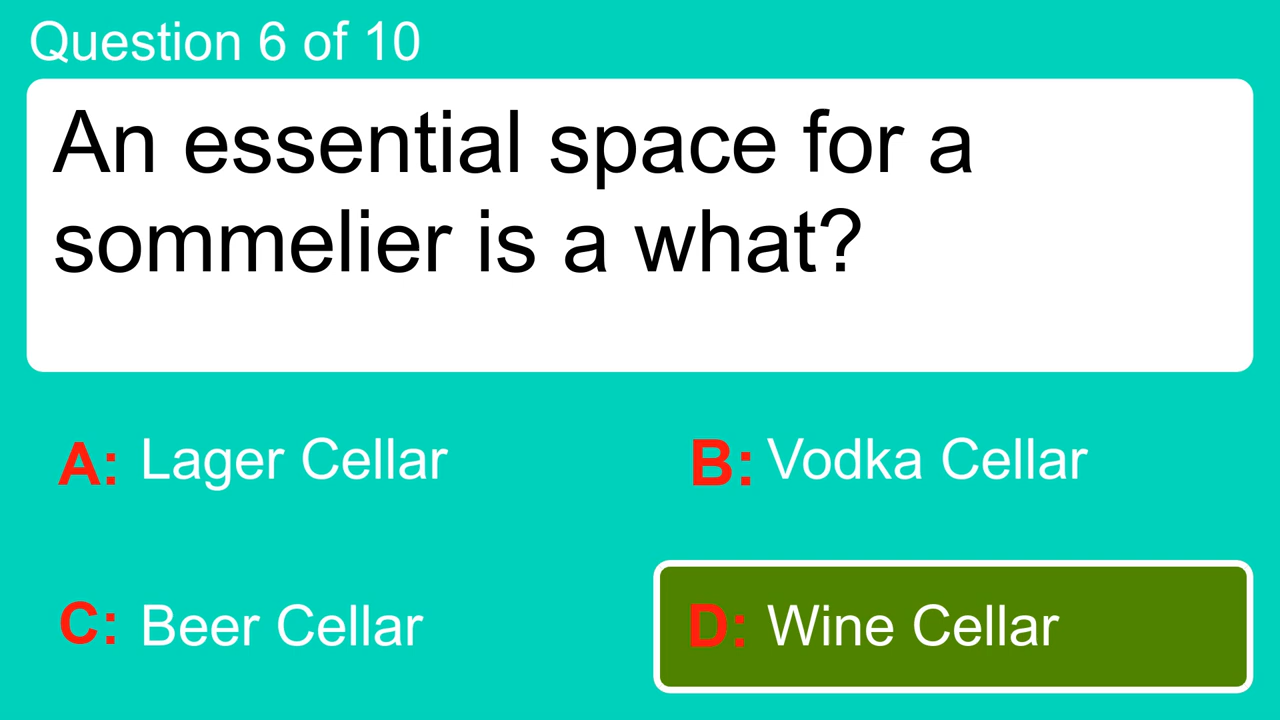 Question 6 of 10
An essential space for a
sommelier is a what?
A: Lager Cellar
B: Vodka Cellar
C: Beer Cellar
D: Wine Cellar